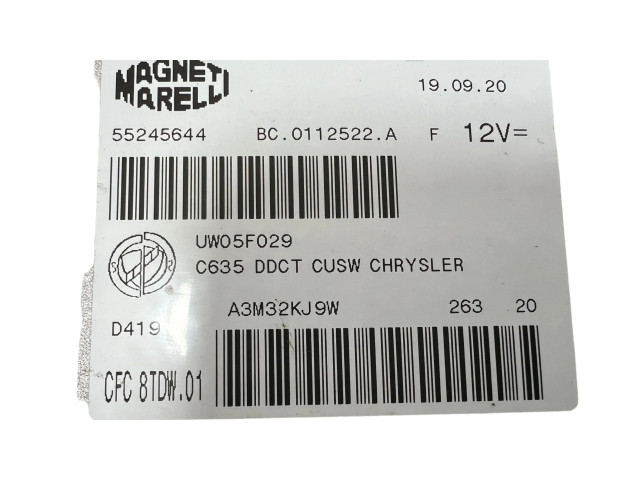 MAGNETI MARELLI
19.09.20
55245644 BC.0112522.A F 12V=
UW05F029
C635 DDCT CUSW CHRYSLER
A3M32KJ9W 263 20
D419
CFC 8TDW.01